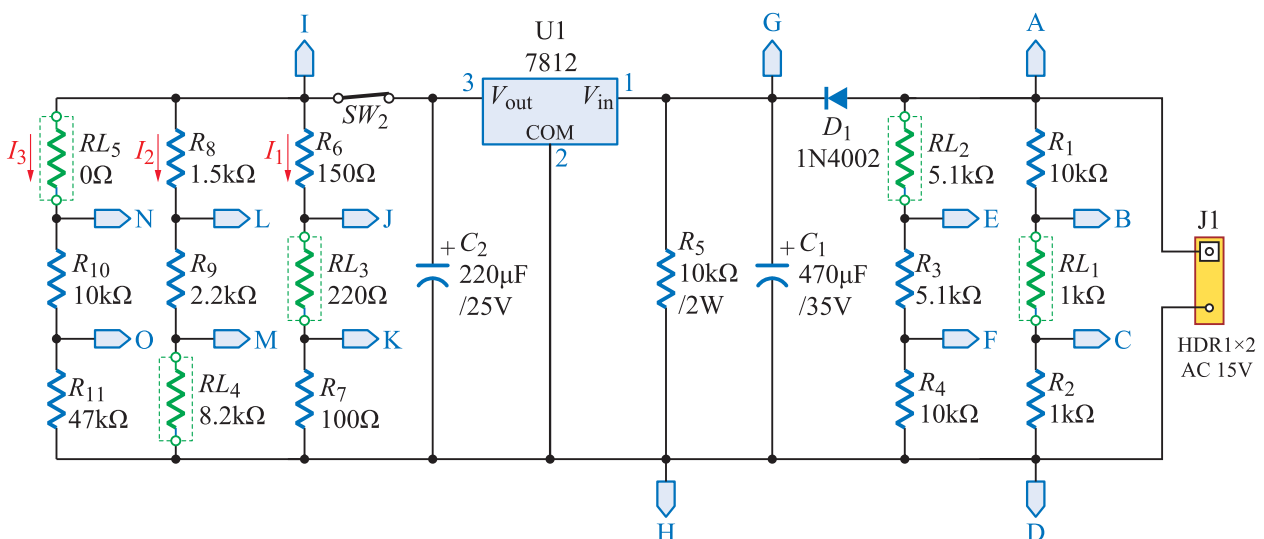 I
G
A
U1
7812
3
1
Vout
Vin
COM
2
SW2
D1
1N4002
I3
RL5
0Ω
I2
R8
1.5kΩ
I1
R6
150Ω
RL2
5.1kΩ
R1
10kΩ
N
L
J
E
B
J1
R10
10kΩ
R9
2.2kΩ
RL3
220Ω
+ C2
220µF
/25V
R5
10kΩ
/2W
+ C1
470µF
/35V
R3
5.1kΩ
RL1
1kΩ
O
M
K
F
C
HDR1×2
AC 15V
R11
47kΩ
RL4
8.2kΩ
R7
100Ω
R4
10kΩ
R2
1kΩ
H
D